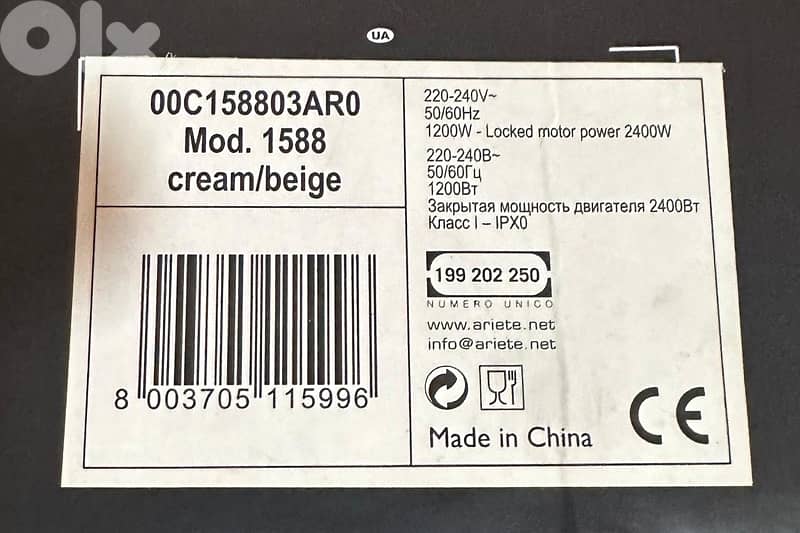 olx
UA
00C158803AR0
Mod. 1588
cream/beige
8 003705 115996
220-240V~
50/60Hz
1200W - Locked motor power 2400W
220-240В~
50/60Гц
1200Вт
Закрытая мощность двигателя 2400Вт
Класс I – IPX0
199 202 250
NUMERO UNICO
www.ariete.net
info@ariete.net
Made in China
CE